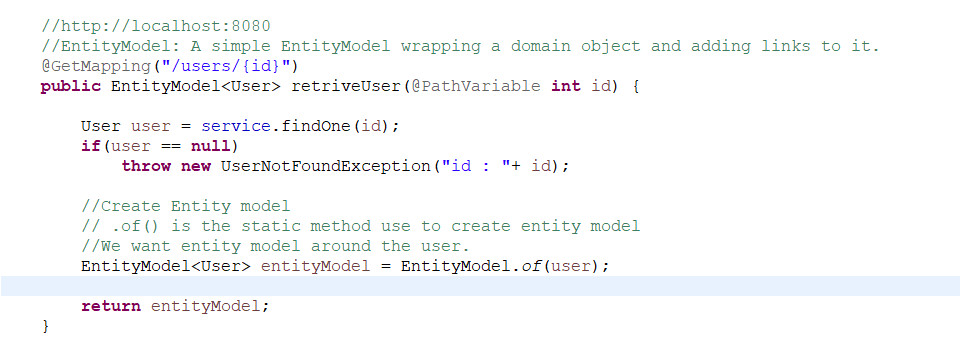 //http://localhost:8080
//EntityModel: A simple EntityModel wrapping a domain object and adding links to it.
@GetMapping("/users/{id}")
public EntityModel<User> retriveUser(@PathVariable int id) {
User user = service.findOne(id);
if(user == null)
throw new UserNotFoundException("id : "+ id);
//Create Entity model
// .of() is the static method use to create entity model
//We want entity model around the user.
EntityModel<User> entityModel = EntityModel.of(user);
return entityModel;
}